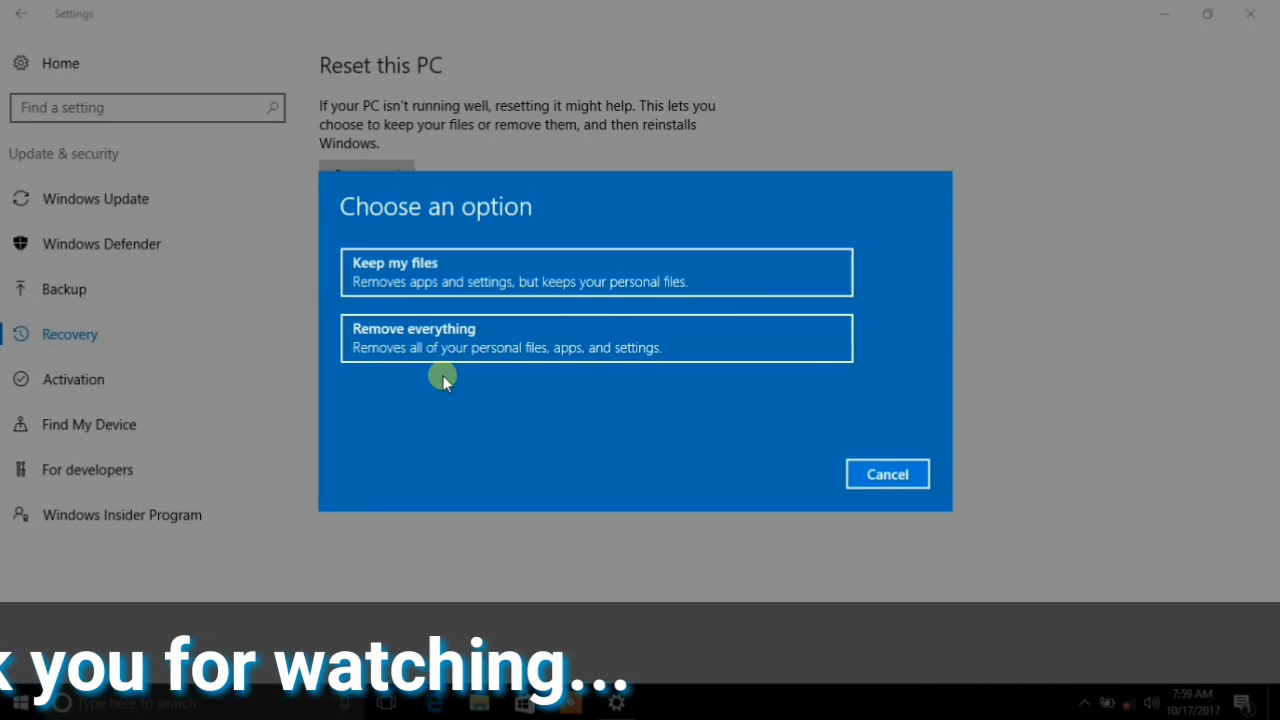 Settings
Home
Find a setting
Update & security
Windows Update
Windows Defender
Backup
Recovery
Activation
Find My Device
For developers
Windows Insider Program
Reset this PC
If your PC isn't running well, resetting it might help. This lets you
choose to keep your files or remove them, and then reinstalls
Windows.
Choose an option
Keep my files
Removes apps and settings, but keeps your personal files.
Remove everything
Removes all of your personal files, apps, and settings.
Cancel
k you for watching...
Type here to search
7:59 AM
10/17/2017